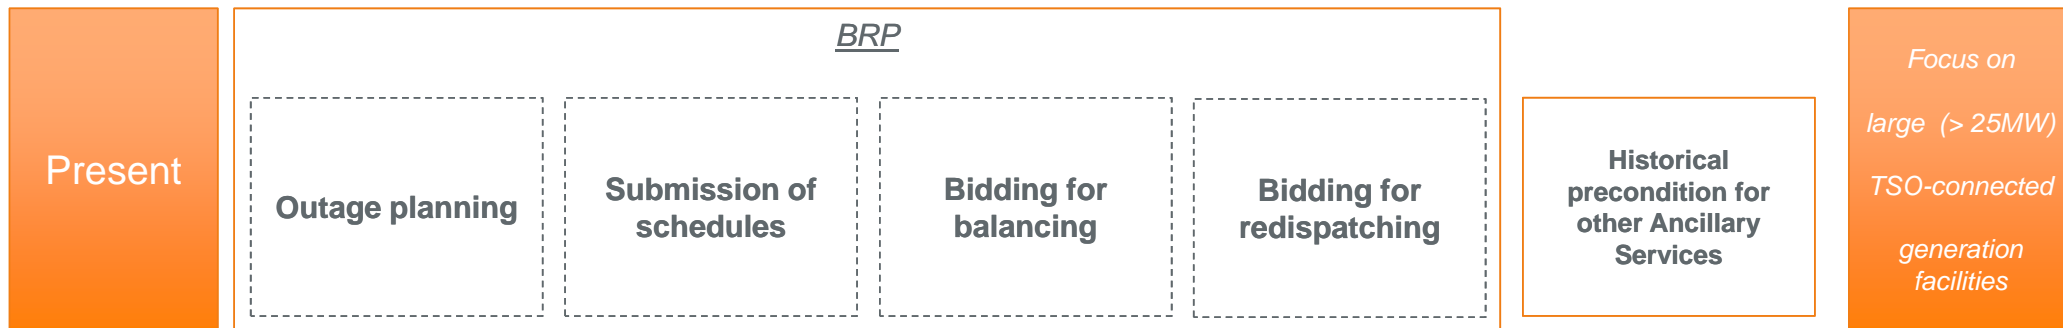 Present
BRP
Outage planning
Submission of
schedules
Bidding for
balancing
Bidding for
redispatching
Historical
precondition for
other Ancillary
Services
Focus on
large (> 25MW)
TSO-connected
generation
facilities